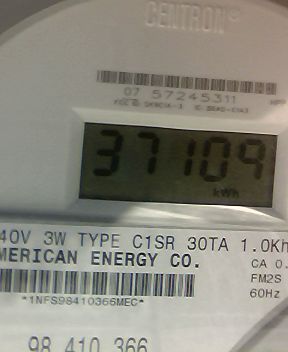 CENTRON®
07 57245311
37109
kWh
40V 3W TYPE C1SR 30TA 1.0Kh
MERICAN ENERGY CO.
CA 0.
FM2S
60Hz
*1NFS98410366MEC*
98 410 366